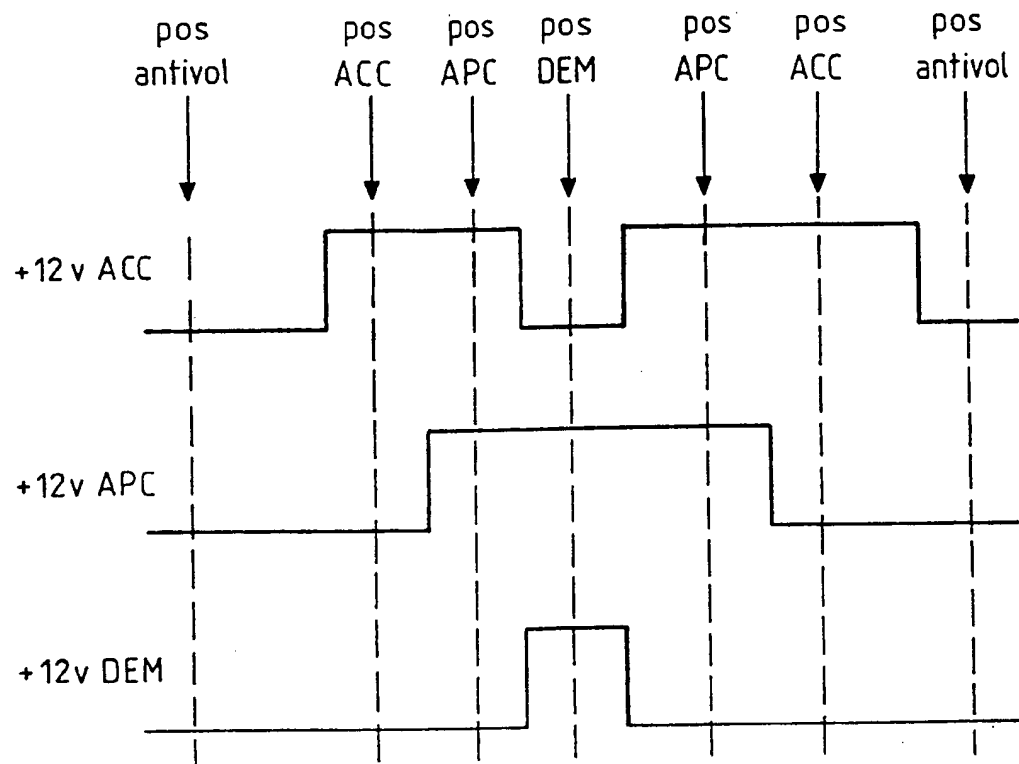 pos
antivol
pos
ACC
pos
APC
pos
DEM
pos
APC
pos
ACC
pos
antivol
+12v ACC
+12v APC
+12v DEM